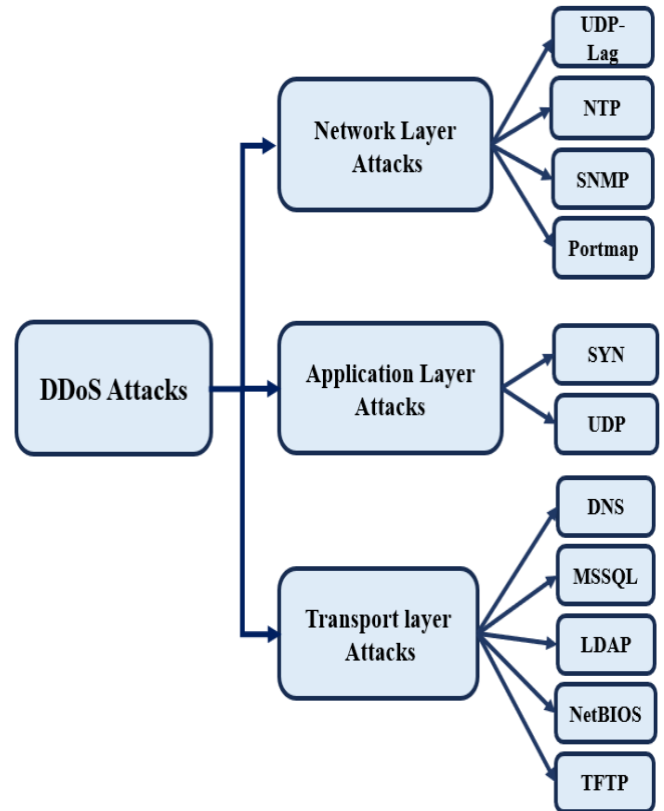 DDoS Attacks
Network Layer
Attacks
UDP-
Lag
NTP
SNMP
Portmap
Application Layer
Attacks
SYN
UDP
Transport layer
Attacks
DNS
MSSQL
LDAP
NetBIOS
TFTP